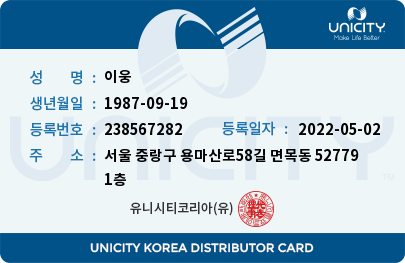 UNICITY
Make Life Better
UNICITY
성 명 : 이웅
생년월일 : 1987-09-19
등록번호 : 238567282 등록일자 : 2022-05-02
주 소 : 서울 중랑구 용마산로58길 면목동 52779
1층
유니시티코리아(유)
UNICITY KOREA DISTRIBUTOR CARD